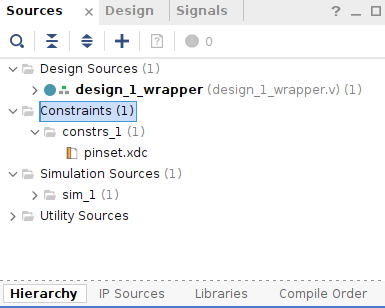 Sources Design Signals
0
Design Sources (1)
design_1_wrapper (design_1_wrapper.v) (1)
Constraints (1)
constrs_1 (1)
pinset.xdc
Simulation Sources (1)
sim_1 (1)
Utility Sources
Hierarchy IP Sources Libraries Compile Order